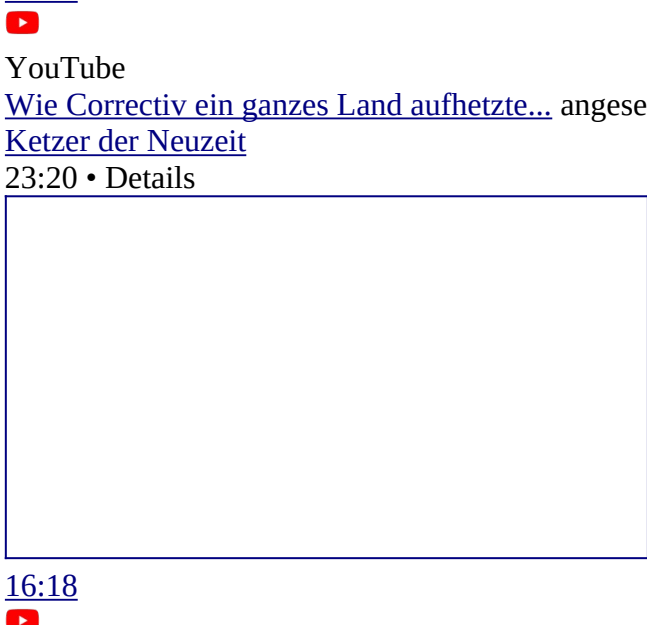 YouTube
Wie Correctiv ein ganzes Land aufhetzte... angese
Ketzer der Neuzeit
23:20 • Details
16:18